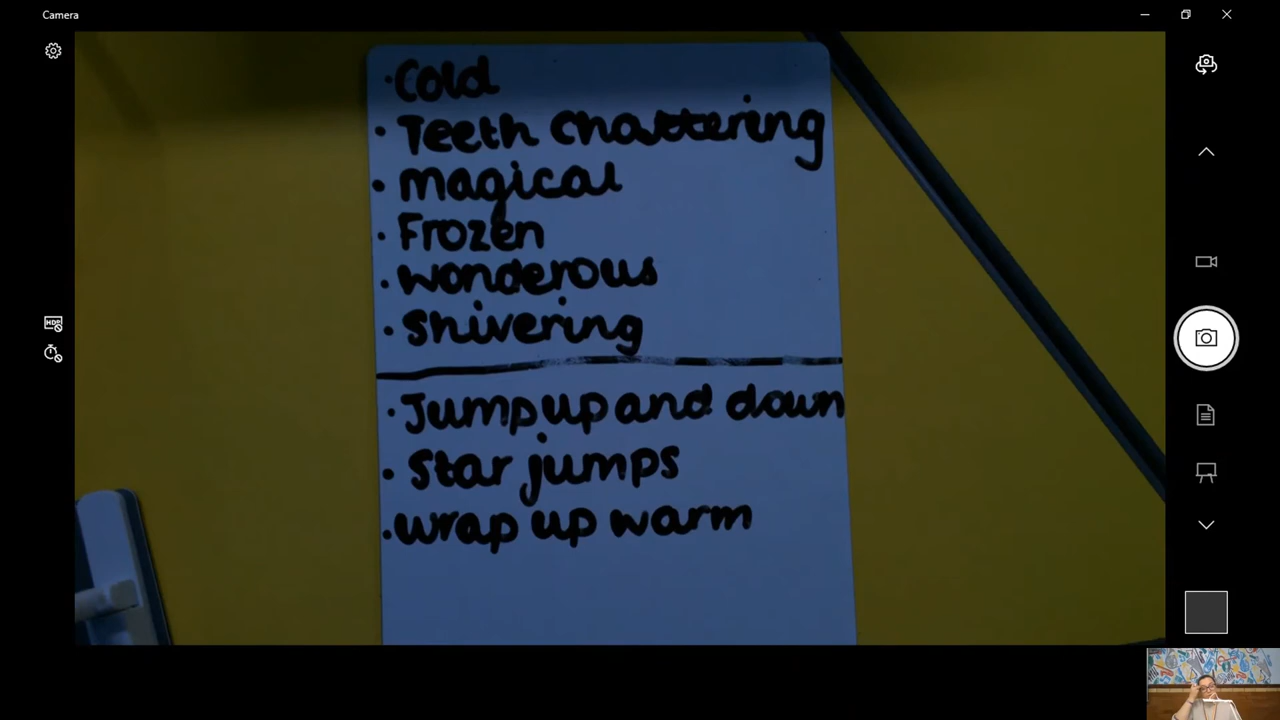 Camera
• Cold
• Teeth chattering
• magical
• Frozen
• wonderous
• Shivering
• Jump up and down
• Star jumps
• wrap up warm